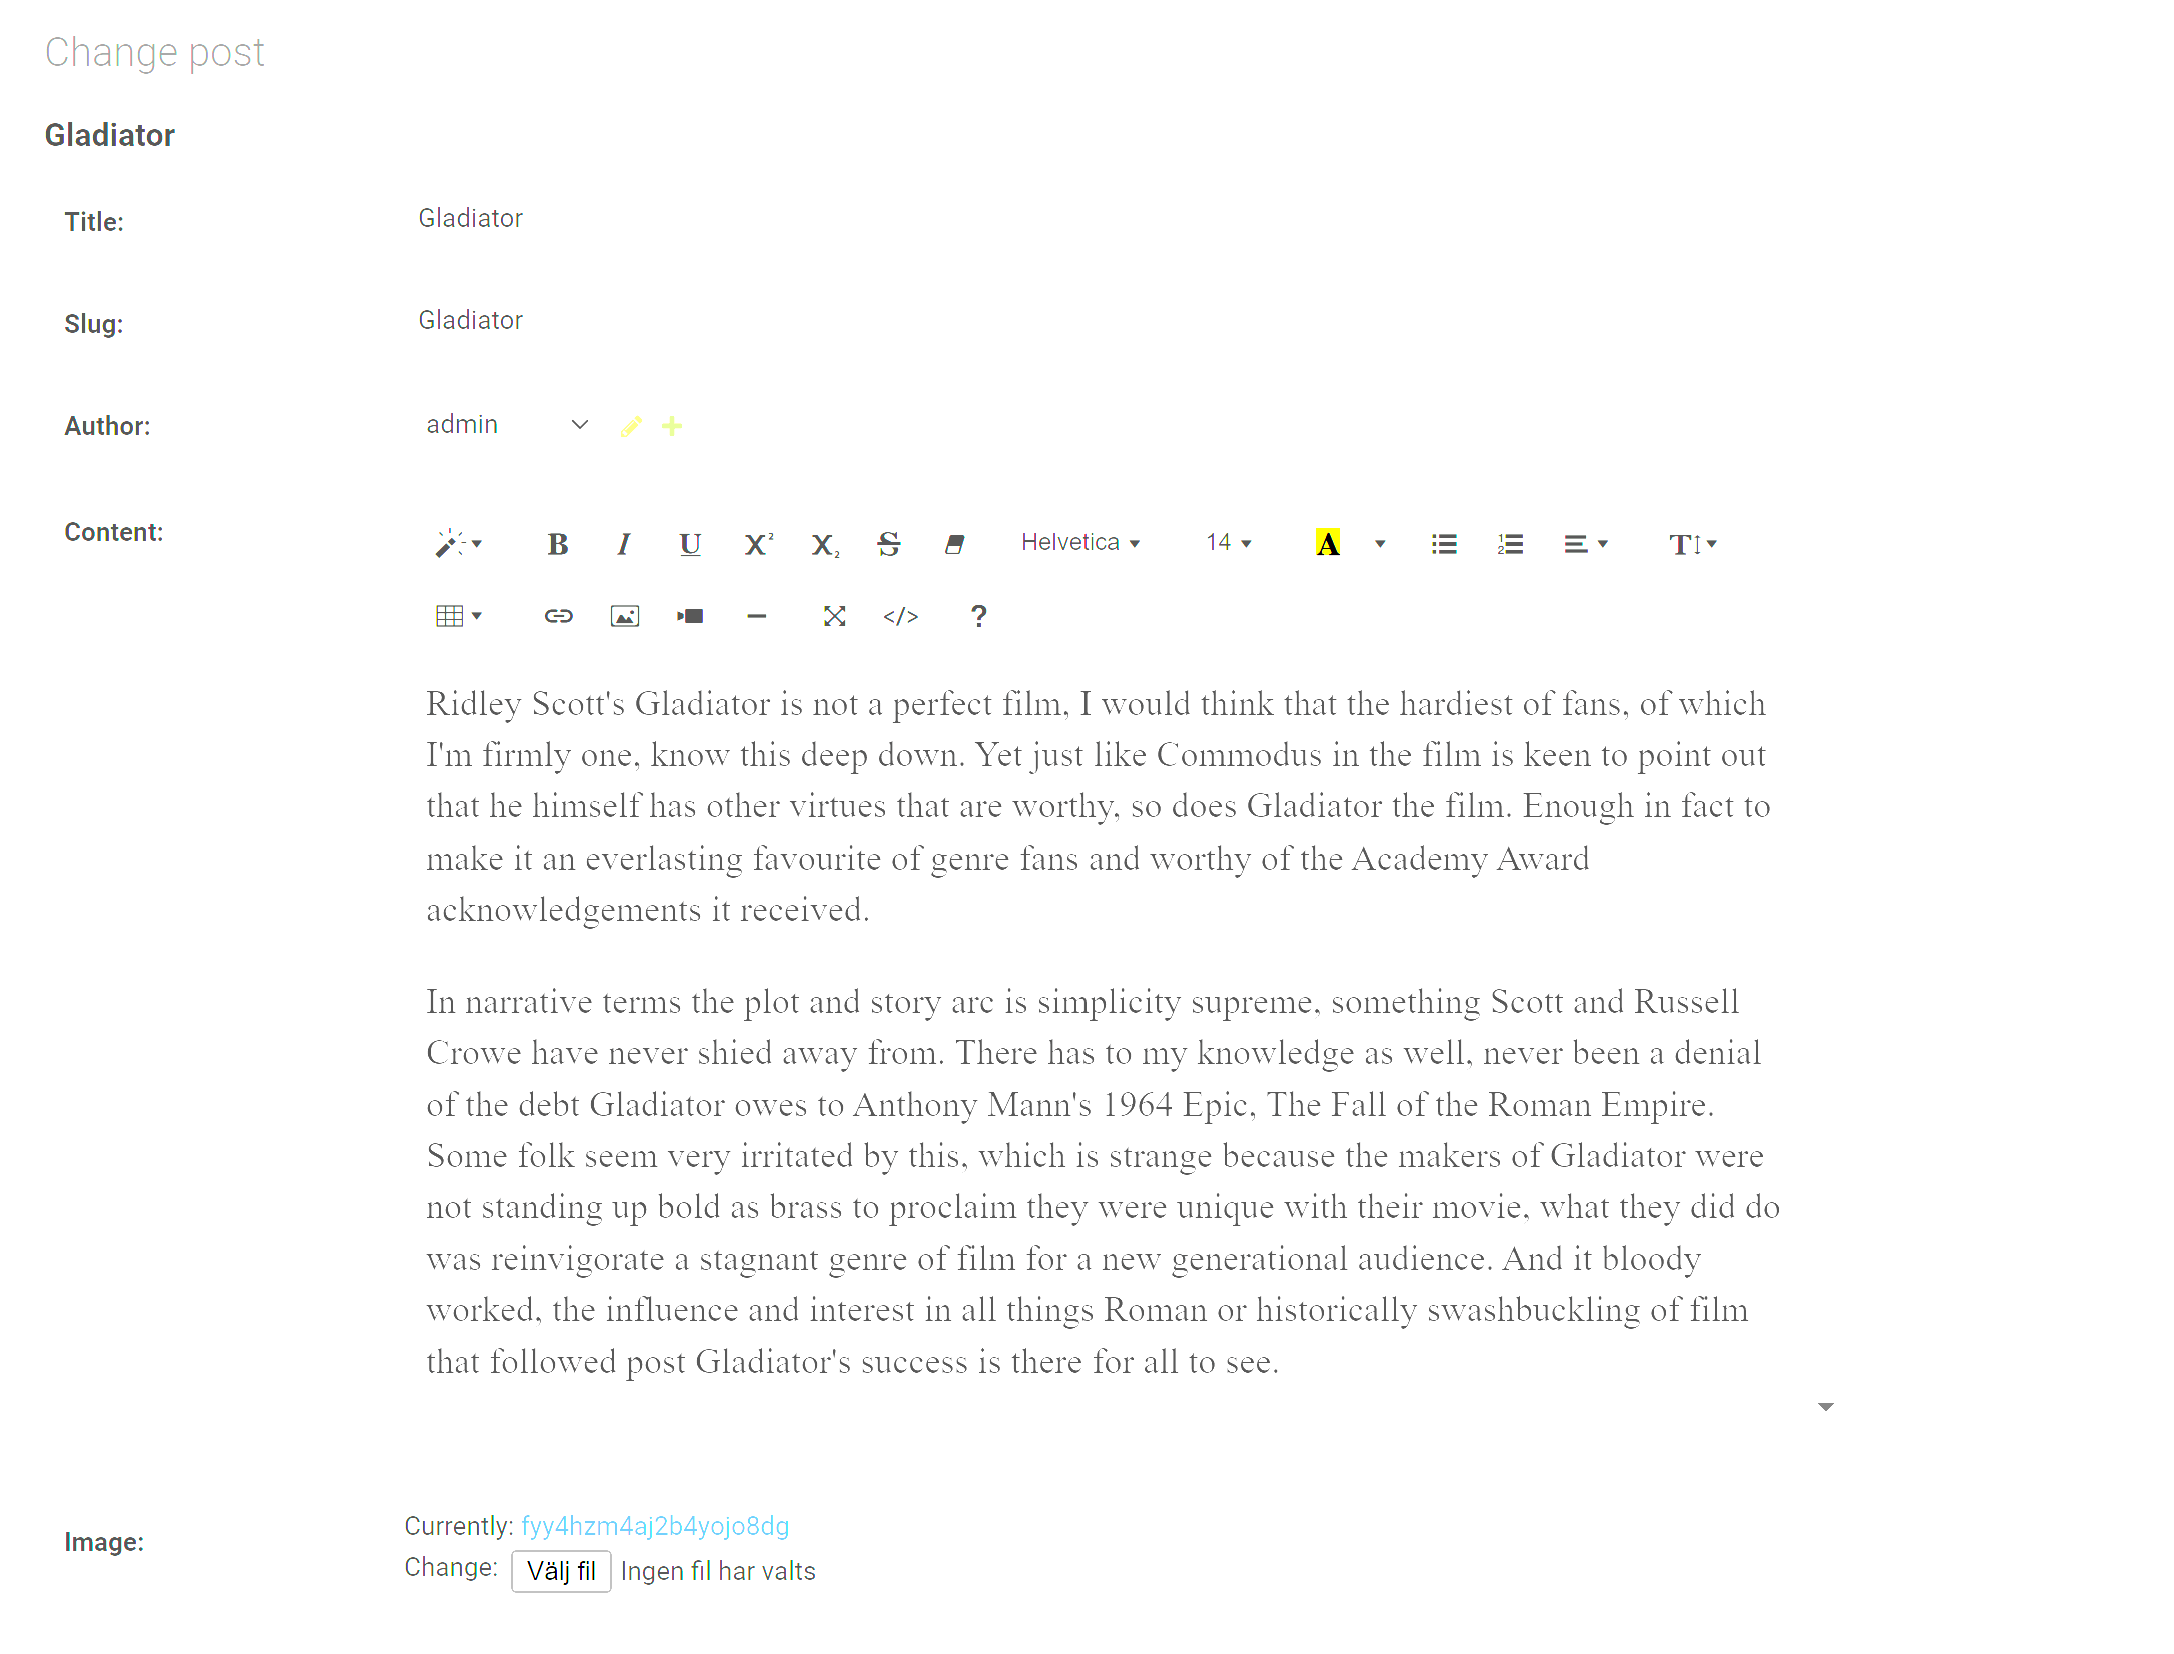 Change post
Gladiator
Title: Gladiator
Slug: Gladiator
Author: admin
Content:
B I U X² X₂ S Helvetica 14 A T
</> ?
Ridley Scott's Gladiator is not a perfect film, I would think that the hardiest of fans, of which
I'm firmly one, know this deep down. Yet just like Commodus in the film is keen to point out
that he himself has other virtues that are worthy, so does Gladiator the film. Enough in fact to
make it an everlasting favourite of genre fans and worthy of the Academy Award
acknowledgements it received.
In narrative terms the plot and story arc is simplicity supreme, something Scott and Russell
Crowe have never shied away from. There has to my knowledge as well, never been a denial
of the debt Gladiator owes to Anthony Mann's 1964 Epic, The Fall of the Roman Empire.
Some folk seem very irritated by this, which is strange because the makers of Gladiator were
not standing up bold as brass to proclaim they were unique with their movie, what they did do
was reinvigorate a stagnant genre of film for a new generational audience. And it bloody
worked, the influence and interest in all things Roman or historically swashbuckling of film
that followed post Gladiator's success is there for all to see.
Image:
Currently: fyy4hzm4aj2b4yojo8dg
Change: Välj fil Ingen fil har valts